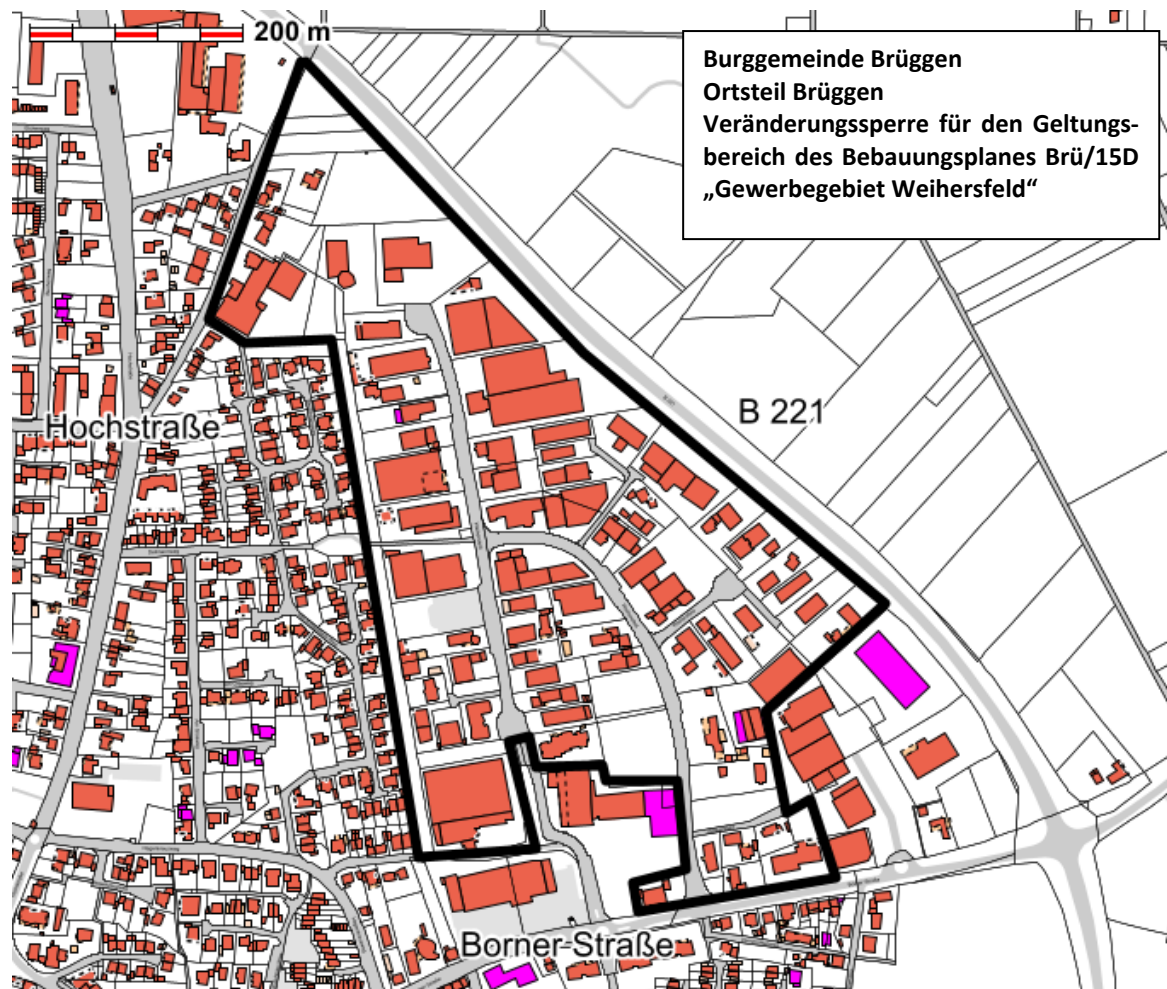 200 m
Burggemeinde Brüggen
Ortsteil Brüggen
Veränderungssperre für den Geltungs-
bereich des Bebauungsplanes Brü/15D
„Gewerbegebiet Weihersfeld“
B 221
Hochstraße
Borner Straße